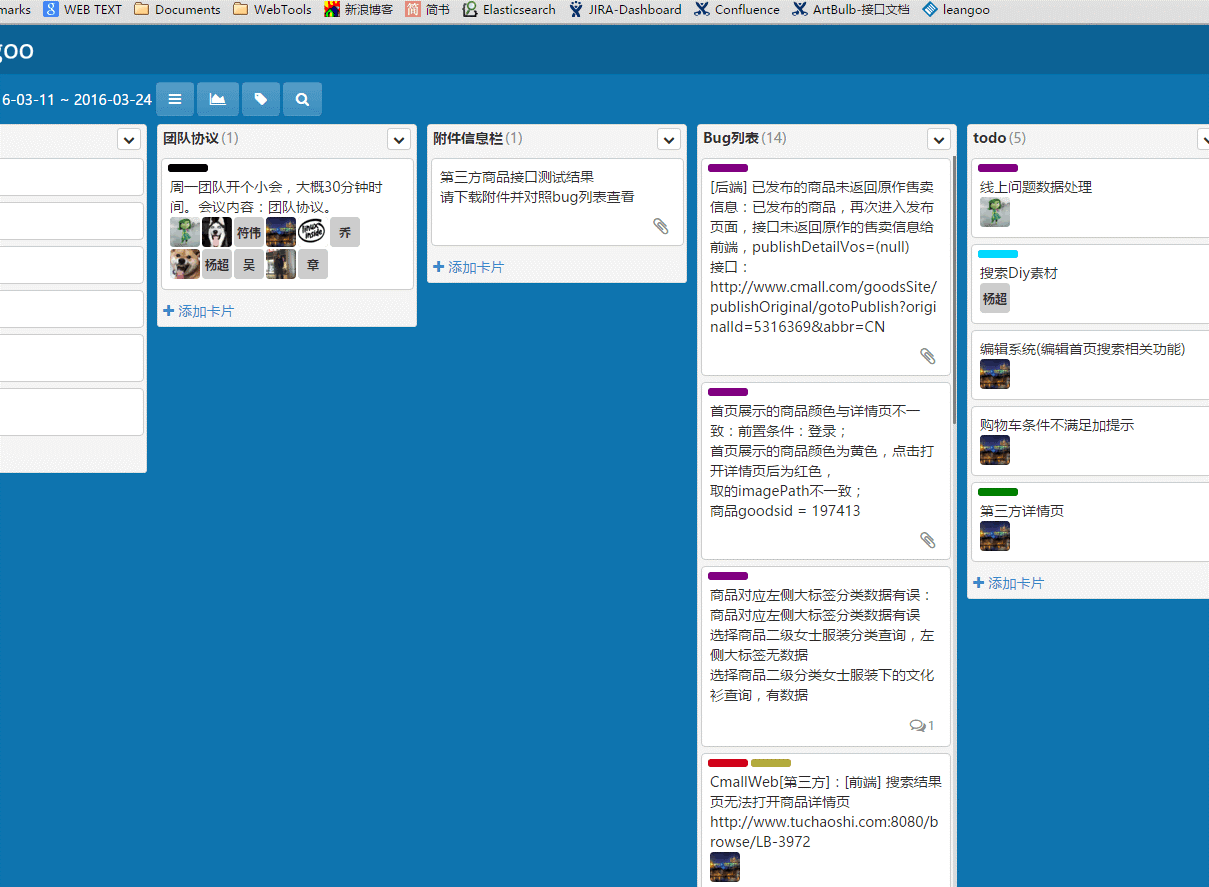 marks WEB TEXT Documents WebTools 新浪博客 简 简书 Elasticsearch JIRA-Dashboard Confluence ArtBulb-接口文档 leangoo
goo
6-03-11 ~ 2016-03-24
团队协议 (1)
周一团队开个小会，大概30分钟时
间。会议内容：团队协议。
符伟 linux inside 乔
杨超 吴 章
添加卡片
附件信息栏 (1)
第三方商品接口测试结果
请下载附件并对照bug列表查看
添加卡片
Bug列表 (14)
[后端] 已发布的商品未返回原作售卖
信息：已发布的商品，再次进入发布
页面，接口未返回原作的售卖信息给
前端，publishDetailVos=(null)
接口：
http://www.cmall.com/goodsSite/
publishOriginal/gotoPublish?origi
nalId=5316369&abbr=CN
首页展示的商品颜色与详情页不一
致：前置条件：登录；
首页展示的商品颜色为黄色，点击打
开详情页后为红色，
取的imagePath不一致；
商品goodsid = 197413
商品对应左侧大标签分类数据有误：
商品对应左侧大标签分类数据有误
选择商品二级女士服装分类查询，左
侧大标签无数据
选择商品二级分类女士服装下的文化
衫查询，有数据
1
CmallWeb[第三方]：[前端] 搜索结果
页无法打开商品详情页
http://www.tuchaoshi.com:8080/b
rowse/LB-3972
todo (5)
线上问题数据处理
搜索Diy素材
杨超
编辑系统(编辑首页搜索相关功能)
购物车条件不满足加提示
第三方详情页
添加卡片